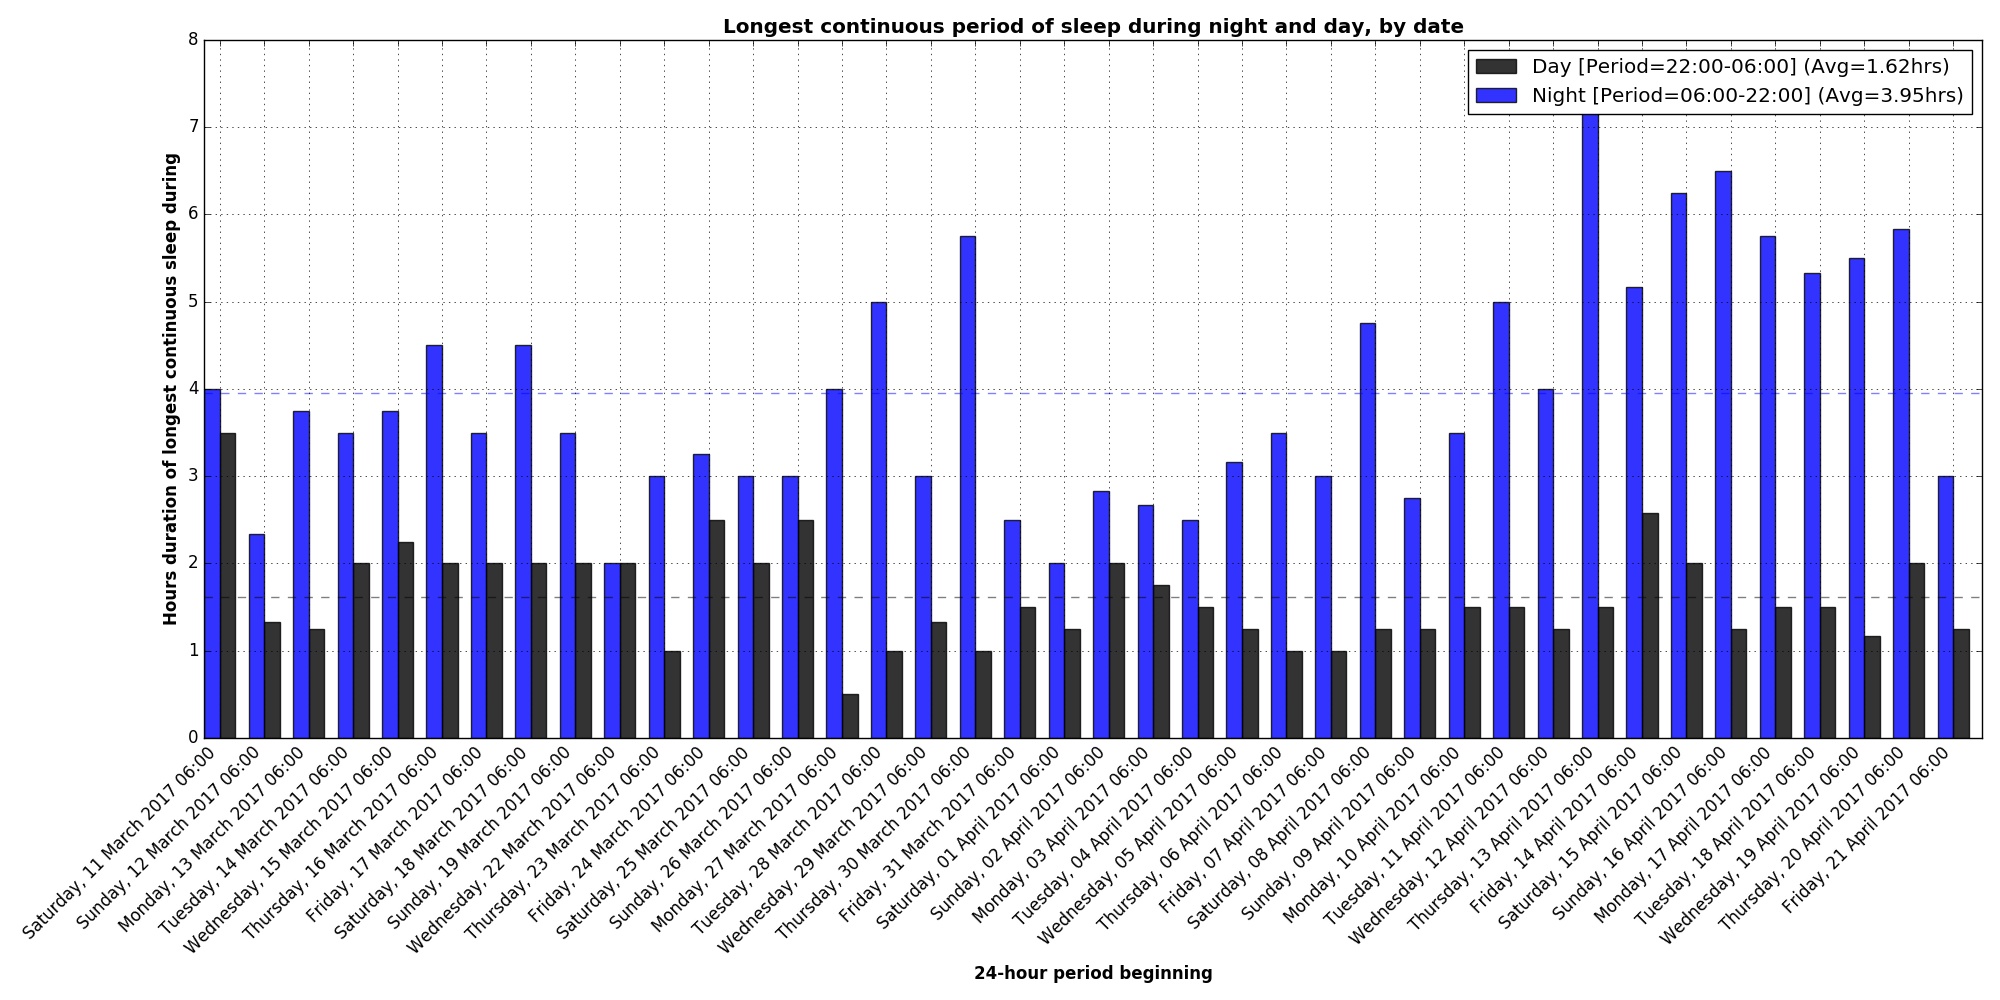 Longest continuous period of sleep during night and day, by date
Day [Period=22:00-06:00] (Avg=1.62hrs)
Night [Period=06:00-22:00] (Avg=3.95hrs)
Hours duration of longest continuous sleep during
8
7
6
5
4
3
2
1
0
Saturday, 11 March 2017 06:00
Sunday, 12 March 2017 06:00
Monday, 13 March 2017 06:00
Tuesday, 14 March 2017 06:00
Wednesday, 15 March 2017 06:00
Thursday, 16 March 2017 06:00
Friday, 17 March 2017 06:00
Saturday, 18 March 2017 06:00
Sunday, 19 March 2017 06:00
Wednesday, 22 March 2017 06:00
Thursday, 23 March 2017 06:00
Friday, 24 March 2017 06:00
Saturday, 25 March 2017 06:00
Sunday, 26 March 2017 06:00
Monday, 27 March 2017 06:00
Tuesday, 28 March 2017 06:00
Wednesday, 29 March 2017 06:00
Thursday, 30 March 2017 06:00
Friday, 31 March 2017 06:00
Saturday, 01 April 2017 06:00
Sunday, 02 April 2017 06:00
Monday, 03 April 2017 06:00
Tuesday, 04 April 2017 06:00
Wednesday, 05 April 2017 06:00
Thursday, 06 April 2017 06:00
Friday, 07 April 2017 06:00
Saturday, 08 April 2017 06:00
Sunday, 09 April 2017 06:00
Monday, 10 April 2017 06:00
Tuesday, 11 April 2017 06:00
Wednesday, 12 April 2017 06:00
Thursday, 13 April 2017 06:00
Friday, 14 April 2017 06:00
Saturday, 15 April 2017 06:00
Sunday, 16 April 2017 06:00
Monday, 17 April 2017 06:00
Tuesday, 18 April 2017 06:00
Wednesday, 19 April 2017 06:00
Thursday, 20 April 2017 06:00
Friday, 21 April 2017 06:00
24-hour period beginning